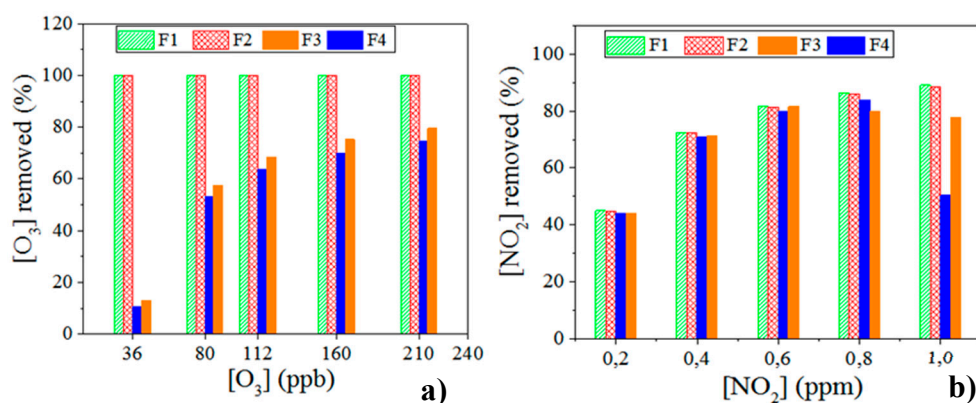 120
100
80
60
40
20
0
[O₃] removed (%)
F1 F2 F3 F4
36 80 112 160 210 240
[O₃] (ppb)
a)
100
80
60
40
20
0
[NO₂] removed (%)
F1 F2 F3 F4
0,2 0,4 0,6 0,8 1,0
[NO₂] (ppm)
b)